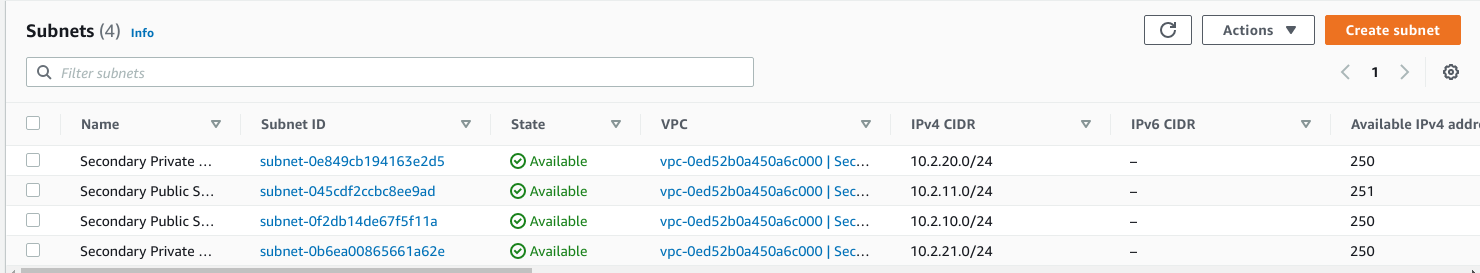 Subnets (4) Info Actions Create subnet
Filter subnets 1
Name Subnet ID State VPC IPv4 CIDR IPv6 CIDR Available IPv4 addre
Secondary Private ... subnet-0e849cb194163e2d5 Available vpc-0ed52b0a450a6c000 | Sec... 10.2.20.0/24 – 250
Secondary Public S... subnet-045cdf2ccbc8ee9ad Available vpc-0ed52b0a450a6c000 | Sec... 10.2.11.0/24 – 251
Secondary Public S... subnet-0f2db14de67f5f11a Available vpc-0ed52b0a450a6c000 | Sec... 10.2.10.0/24 – 250
Secondary Private ... subnet-0b6ea00865661a62e Available vpc-0ed52b0a450a6c000 | Sec... 10.2.21.0/24 – 250